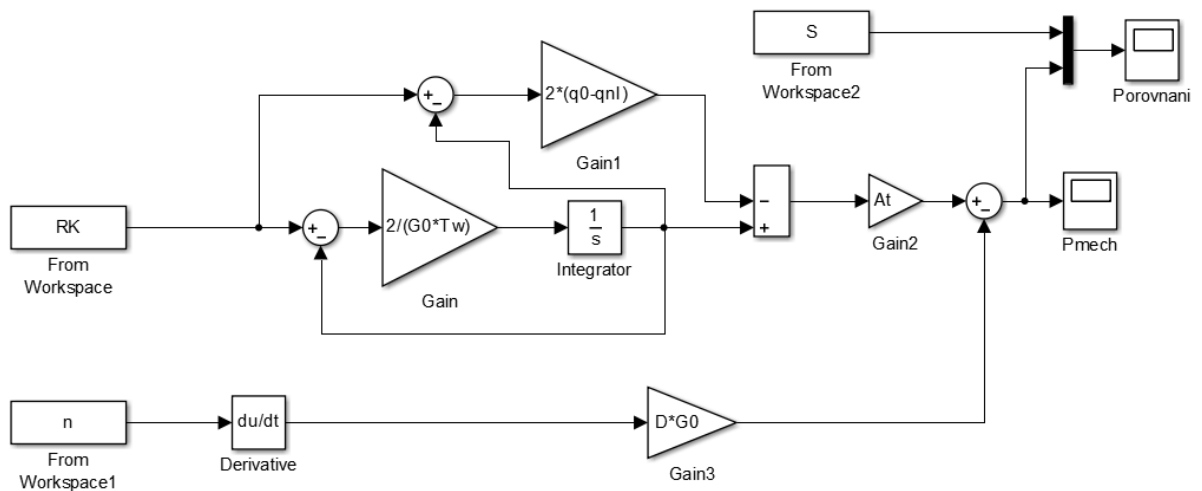 S
From
Workspace2
Porovnani
+
−
2*(q0-qnl)
Gain1
RK
From
Workspace
+
−
2/(G0*Tw)
Gain
1
s
Integrator
−
+
At
Gain2
+
−
Pmech
n
From
Workspace1
du/dt
Derivative
D*G0
Gain3